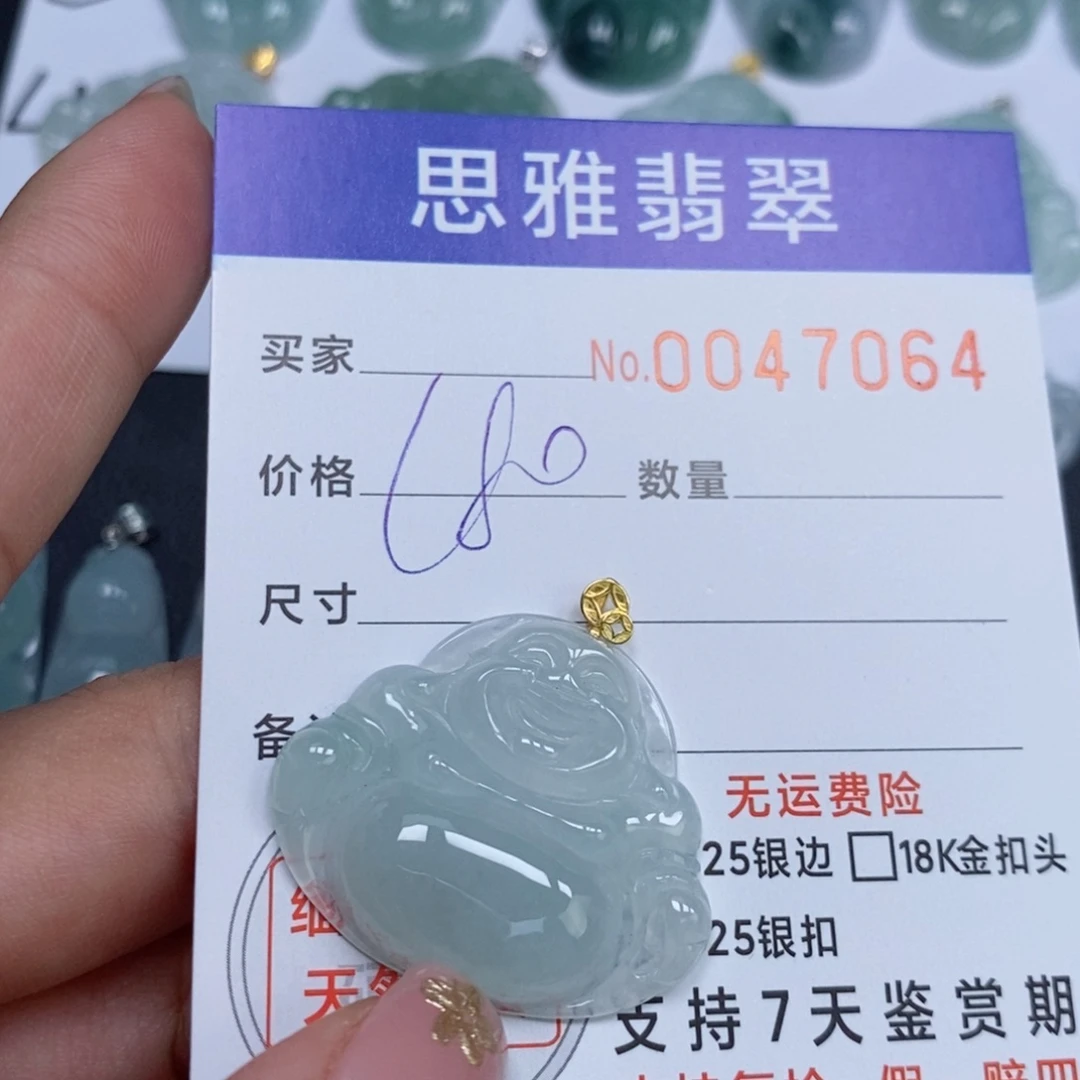 思雅翡翠
买家 No.0047064
价格 680 数量
尺寸
备
无运费险
25银边 □18K金扣头
25银扣
支持7天鉴赏期